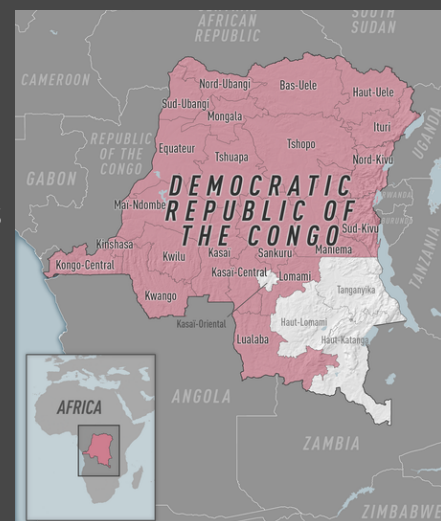 AFRICAN
REPUBLIC
SOUTH
SUDAN
CAMEROON
Nord-Ubangi
Bas-Uele
Haut-Uele
Sud-Ubangi
Mongala
Ituri
UGANDA
REPUBLIC
OF THE
CONGO
Equateur
Tshuapa
Tshopo
Nord-Kivu
GABON
DEMOCRATIC
REPUBLIC OF
THE CONGO
RWANDA
BURUNDI
Mai-Ndombe
Sud-Kivu
Kinshasa
Kongo-Central
Kwilu
Kasai
Sankuru
Maniema
TANZANIA
Kasai-Central
Lomami
Kwango
Tanganyika
Kasaï-Oriental
Haut-Lomami
Lualaba
Haut-Katanga
AFRICA
ANGOLA
ZAMBIA
ZIMBABWE